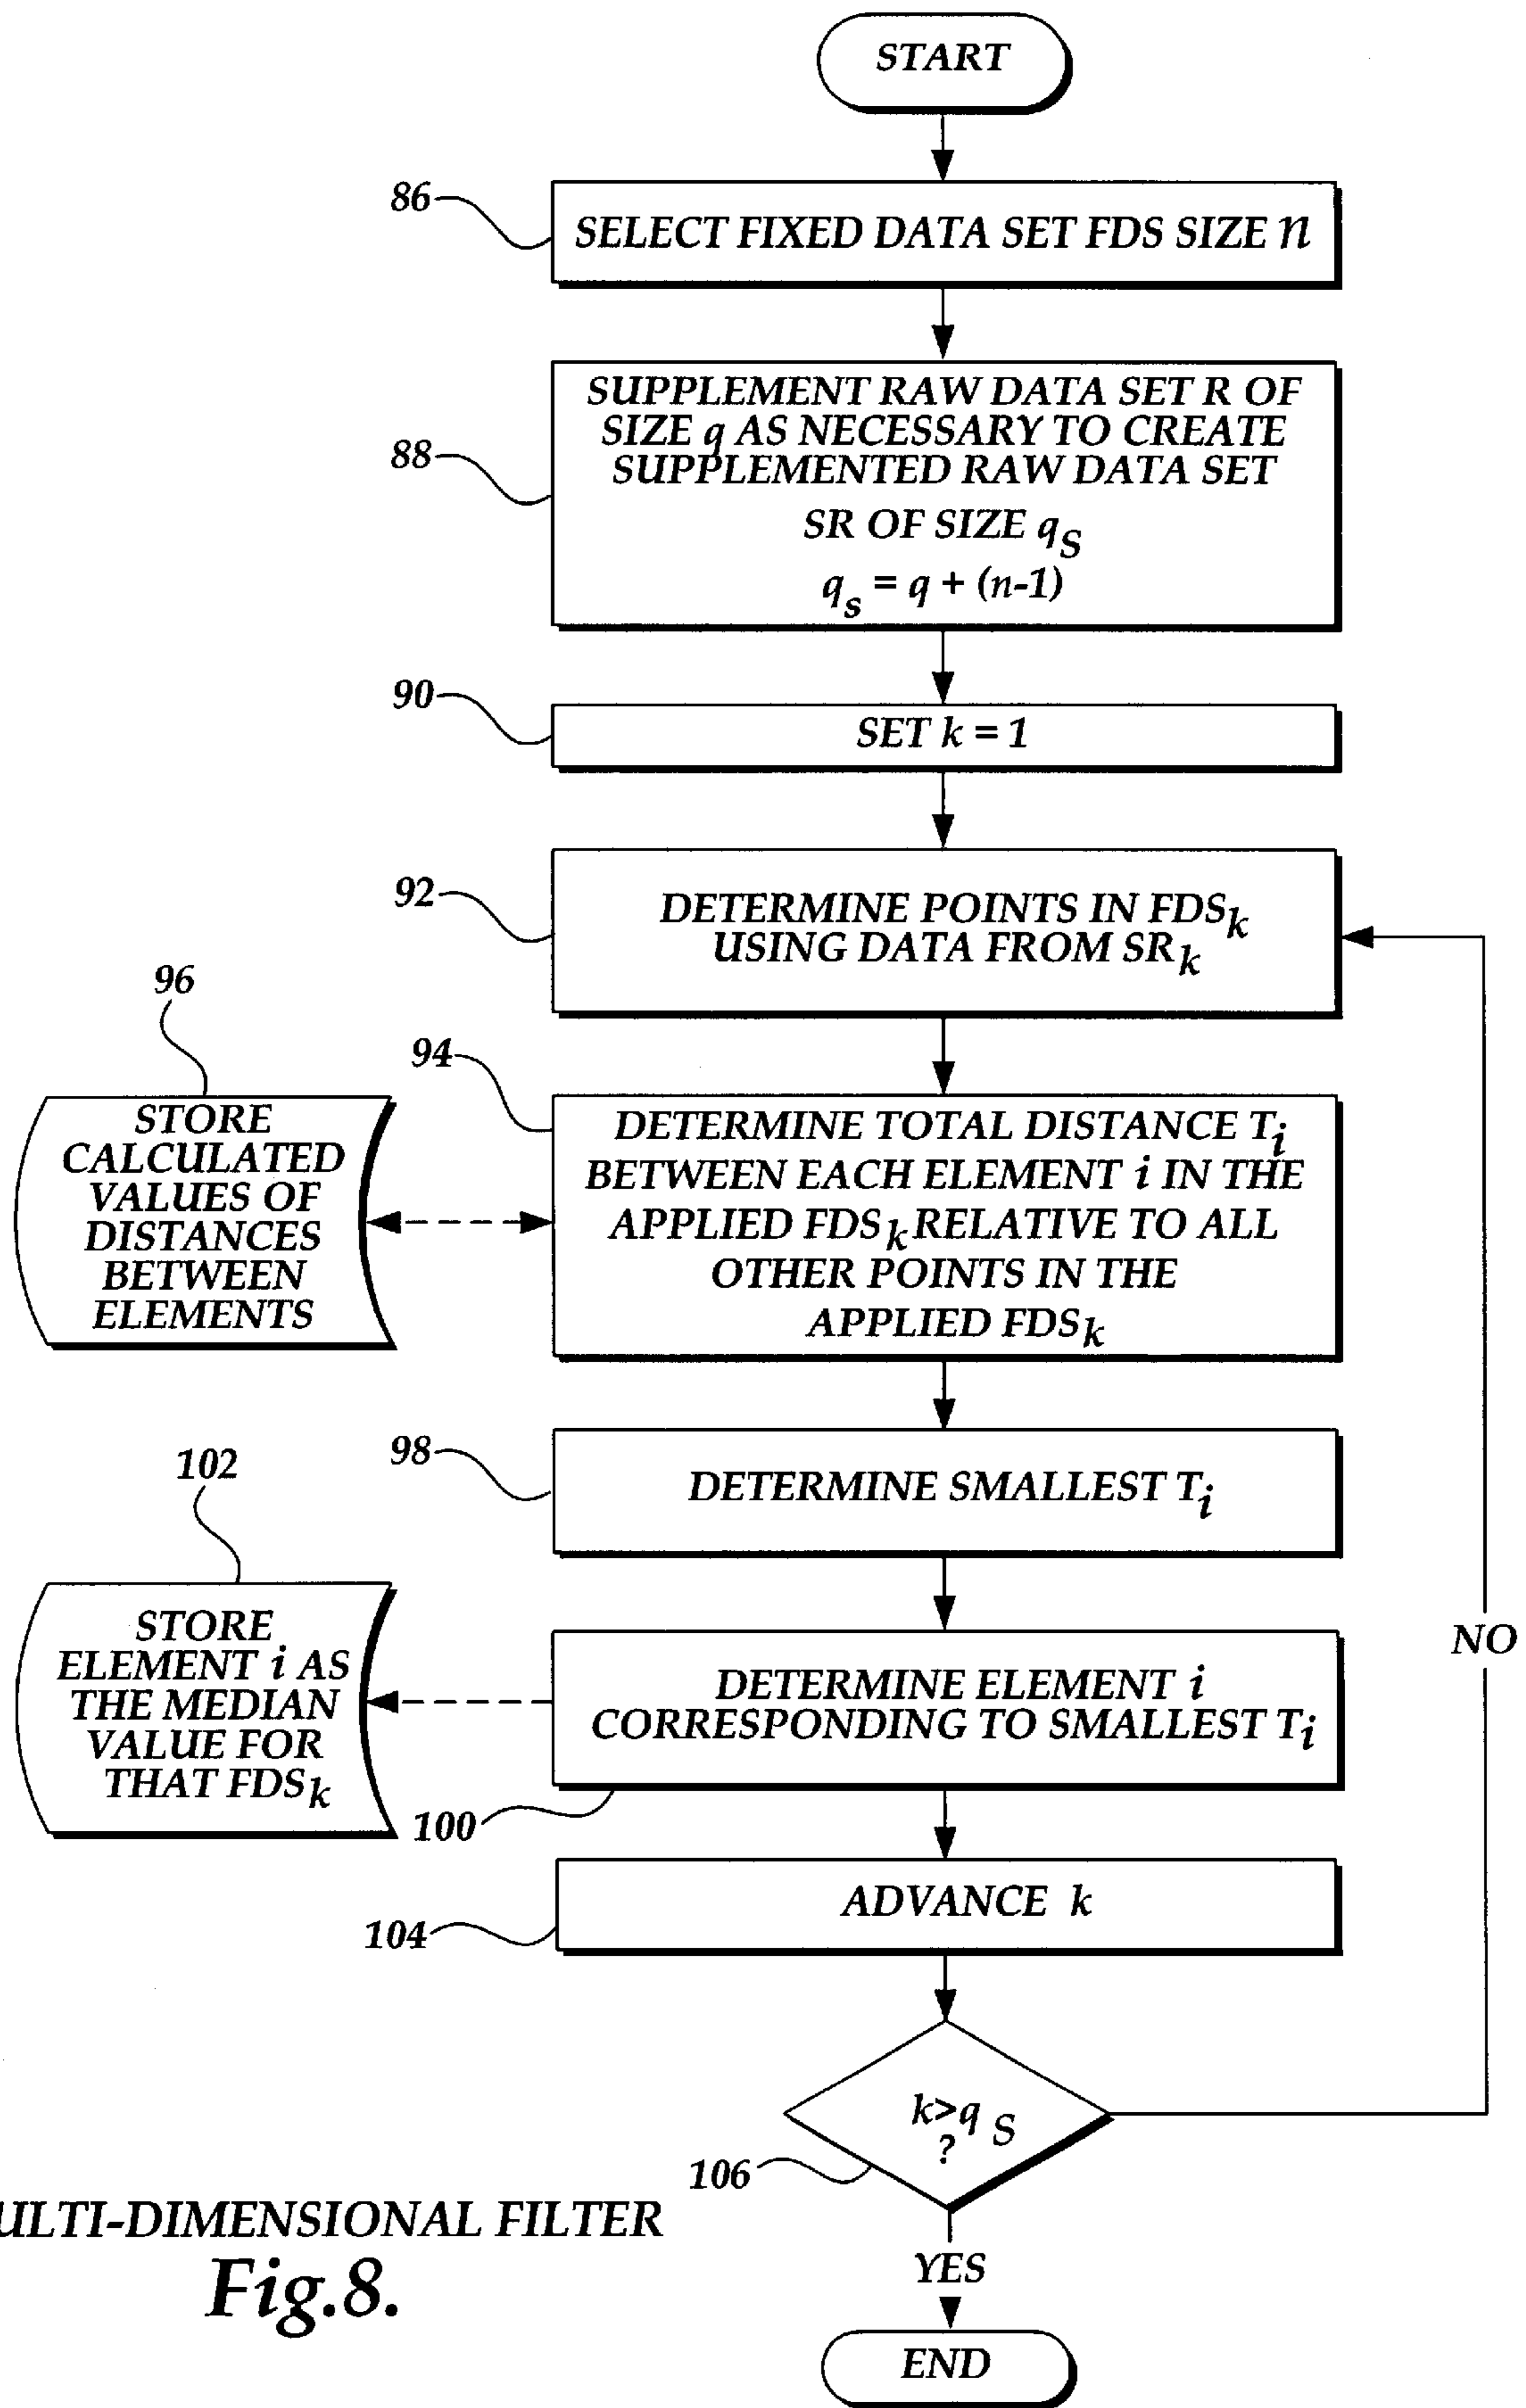 START
86
SELECT FIXED DATA SET FDS SIZE n
88
SUPPLEMENT RAW DATA SET R OF
SIZE q AS NECESSARY TO CREATE
SUPPLEMENTED RAW DATA SET
SR OF SIZE qS
qs = q + (n-1)
90
SET k = 1
92
DETERMINE POINTS IN FDSk
USING DATA FROM SRk
96
STORE
CALCULATED
VALUES OF
DISTANCES
BETWEEN
ELEMENTS
94
DETERMINE TOTAL DISTANCE Ti
BETWEEN EACH ELEMENT i IN THE
APPLIED FDSk RELATIVE TO ALL
OTHER POINTS IN THE
APPLIED FDSk
98
DETERMINE SMALLEST Ti
102
STORE
ELEMENT i AS
THE MEDIAN
VALUE FOR
THAT FDSk
DETERMINE ELEMENT i
CORRESPONDING TO SMALLEST Ti
100
NO
ADVANCE k
104
k>q S
?
106
YES
END
ULTI-DIMENSIONAL FILTER
Fig.8.